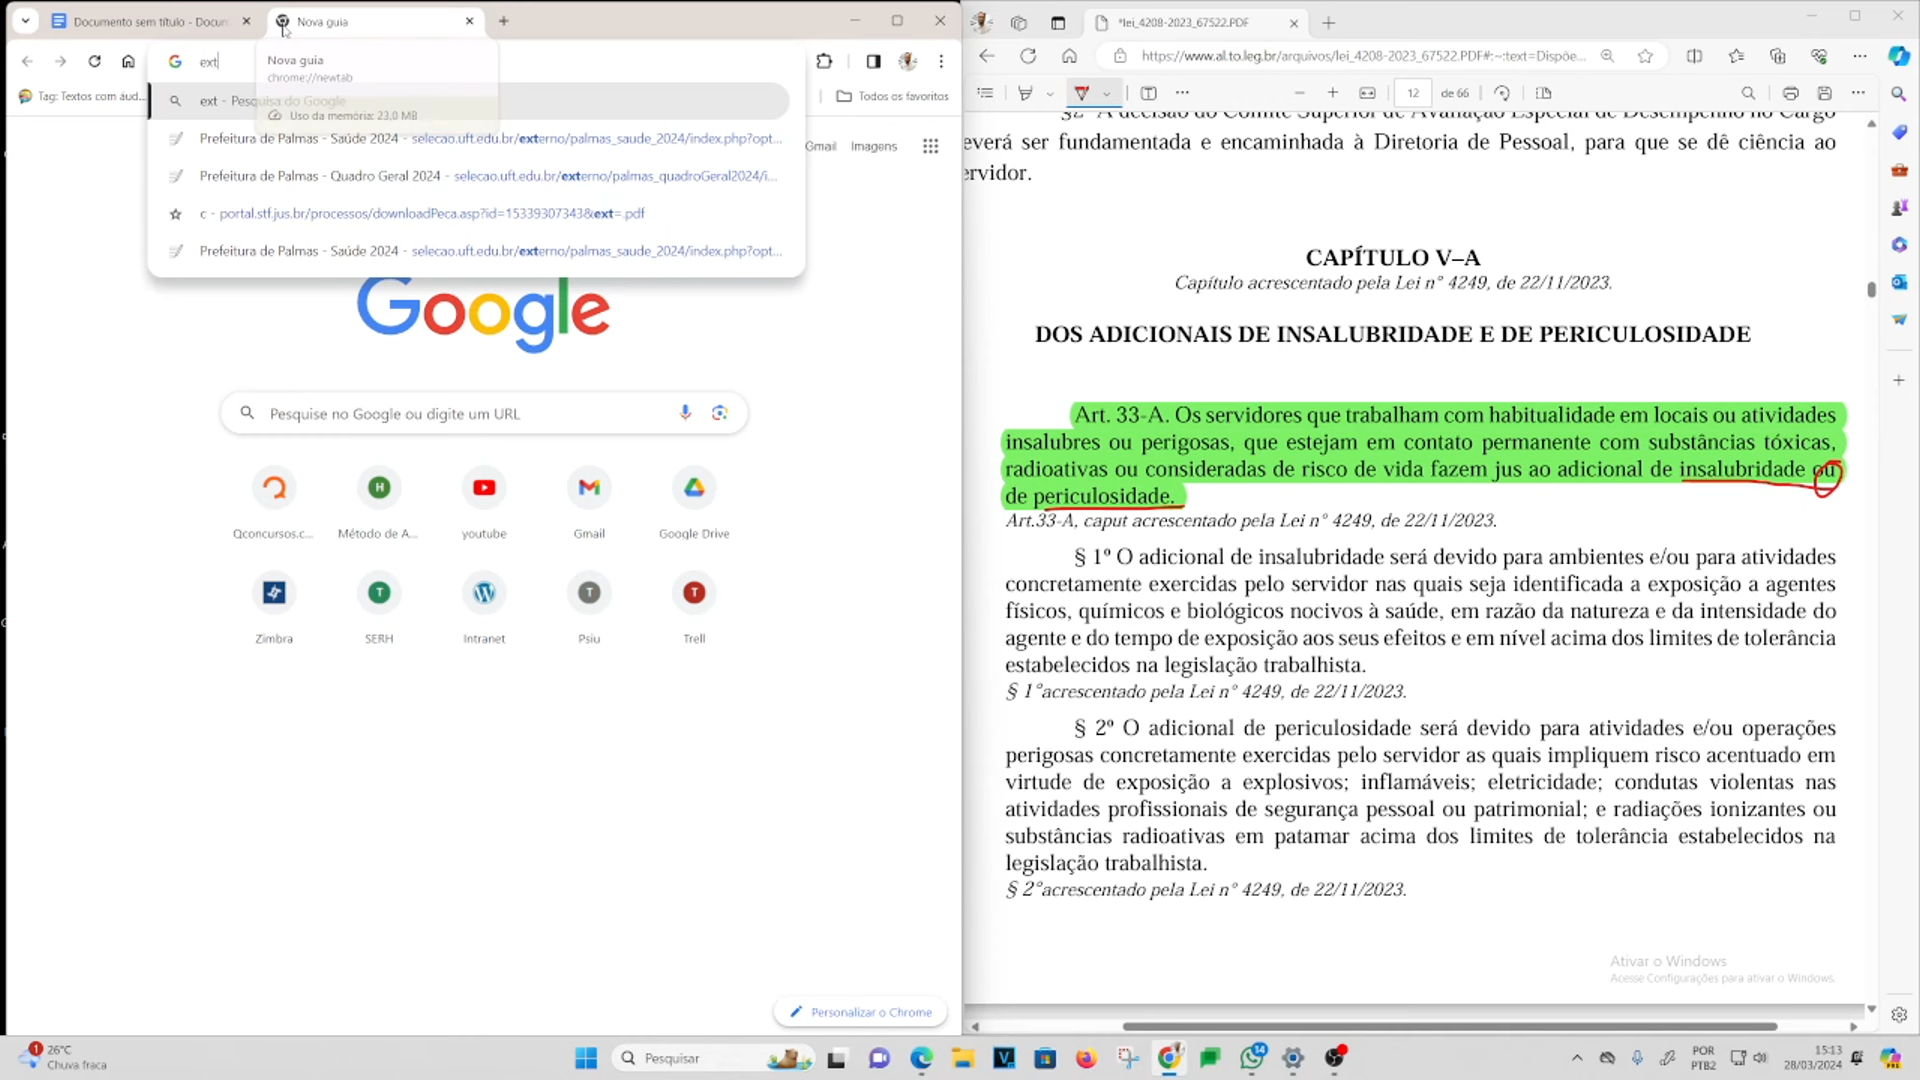 Documento sem título - Docum
Nova guia
ext
Nova guia
chrome://newtab
Uso da memória: 23,0 MB
Tag: Textos com áud...
Todos os favoritos
ext - Pesquisa do Google
Prefeitura de Palmas - Saúde 2024 - selecao.uft.edu.br/externo/palmas_saude_2024/index.php?opt...
Prefeitura de Palmas - Quadro Geral 2024 - selecao.uft.edu.br/externo/palmas_quadroGeral2024/i...
c - portal.stf.jus.br/processos/downloadPeca.asp?id=153393073438&ext=.pdf
Prefeitura de Palmas - Saúde 2024 - selecao.uft.edu.br/externo/palmas_saude_2024/index.php?opt...
Gmail Imagens
Google
Pesquise no Google ou digite um URL
Qconcursos.c...
H
Método de A...
youtube
Gmail
Google Drive
Zimbra
T
SERH
Intranet
T
Psiu
T
Trell
Personalizar o Chrome
*lei_4208-2023_67522.PDF
https://www.al.to.leg.br/arquivos/lei_4208-2023_67522.PDF#:~:text=Dispõe...
12 de 66
everá ser fundamentada e encaminhada à Diretoria de Pessoal, para que se dê ciência ao
ervidor.
CAPÍTULO V–A
Capítulo acrescentado pela Lei n° 4249, de 22/11/2023.
DOS ADICIONAIS DE INSALUBRIDADE E DE PERICULOSIDADE
Art. 33-A. Os servidores que trabalham com habitualidade em locais ou atividades
insalubres ou perigosas, que estejam em contato permanente com substâncias tóxicas,
radioativas ou consideradas de risco de vida fazem jus ao adicional de insalubridade ou
de periculosidade.
Art.33-A, caput acrescentado pela Lei n° 4249, de 22/11/2023.
§ 1º O adicional de insalubridade será devido para ambientes e/ou para atividades
concretamente exercidas pelo servidor nas quais seja identificada a exposição a agentes
físicos, químicos e biológicos nocivos à saúde, em razão da natureza e da intensidade do
agente e do tempo de exposição aos seus efeitos e em nível acima dos limites de tolerância
estabelecidos na legislação trabalhista.
§ 1°acrescentado pela Lei n° 4249, de 22/11/2023.
§ 2º O adicional de periculosidade será devido para atividades e/ou operações
perigosas concretamente exercidas pelo servidor as quais impliquem risco acentuado em
virtude de exposição a explosivos; inflamáveis; eletricidade; condutas violentas nas
atividades profissionais de segurança pessoal ou patrimonial; e radiações ionizantes ou
substâncias radioativas em patamar acima dos limites de tolerância estabelecidos na
legislação trabalhista.
§ 2°acrescentado pela Lei n° 4249, de 22/11/2023.
Ativar o Windows
Acesse Configurações para ativar o Windows.
1
26°C
Chuva fraca
Pesquisar
14
POR
PTB2
15:13
28/03/2024